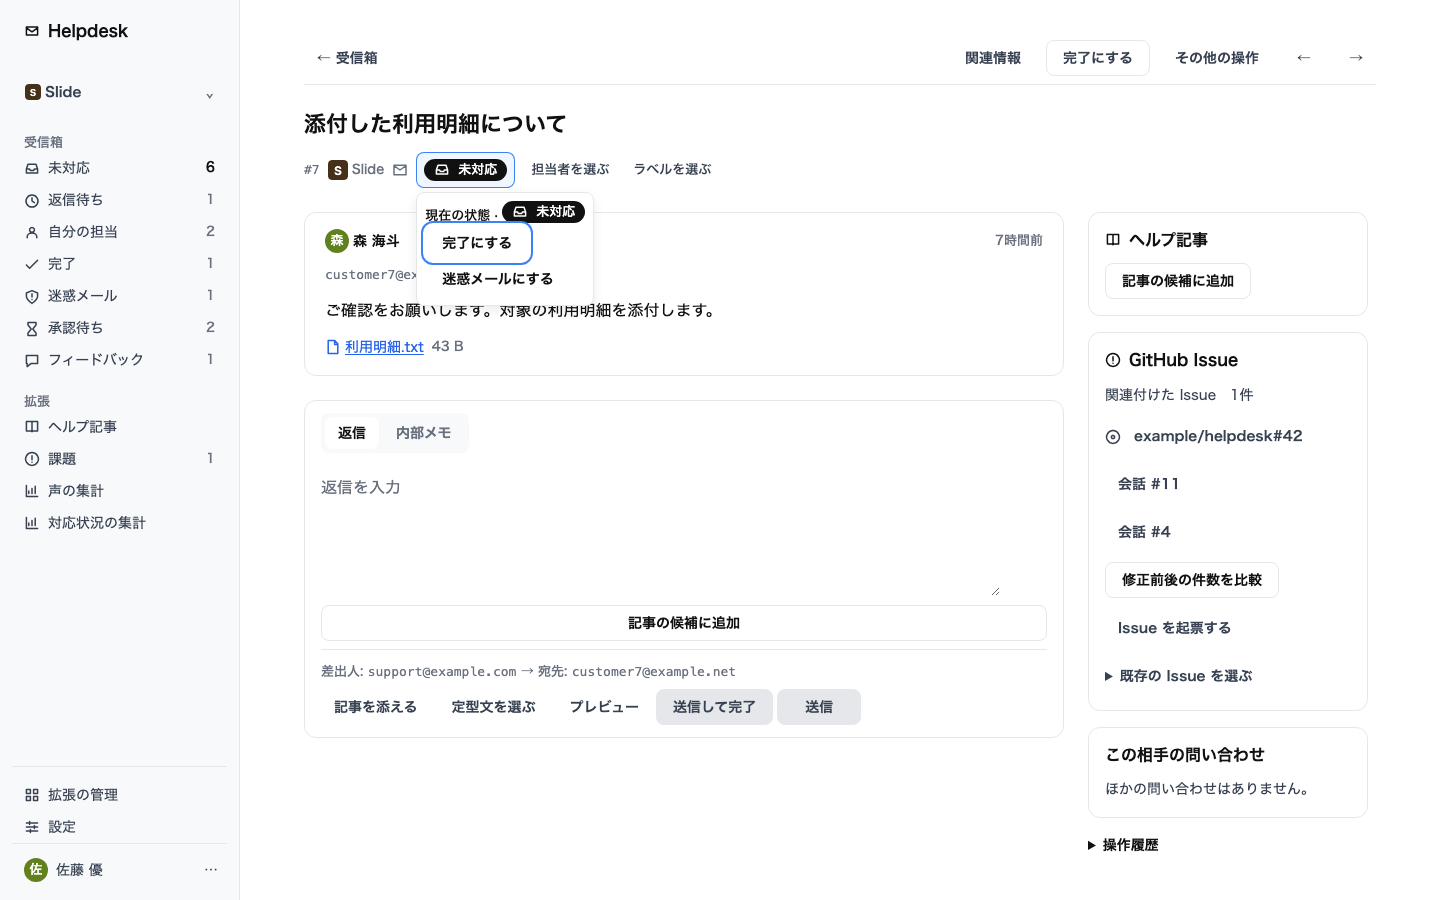 Helpdesk
S Slide
受信箱
未対応 6
返信待ち 1
自分の担当 2
完了 1
迷惑メール 1
承認待ち 2
フィードバック 1
拡張
ヘルプ記事
課題 1
声の集計
対応状況の集計
拡張の管理
設定
佐 佐藤 優 …
← 受信箱 関連情報 完了にする その他の操作 ← →
添付した利用明細について
#7 S Slide 未対応 担当者を選ぶ ラベルを選ぶ
現在の状態 · 未対応
完了にする
迷惑メールにする
森 森 海斗 7時間前
customer7@ex
ご確認をお願いします。対象の利用明細を添付します。
利用明細.txt 43 B
返信 内部メモ
返信を入力
記事の候補に追加
差出人: support@example.com → 宛先: customer7@example.net
記事を添える 定型文を選ぶ プレビュー 送信して完了 送信
ヘルプ記事
記事の候補に追加
GitHub Issue
関連付けた Issue 1件
example/helpdesk#42
会話 #11
会話 #4
修正前後の件数を比較
Issue を起票する
▶ 既存の Issue を選ぶ
この相手の問い合わせ
ほかの問い合わせはありません。
▶ 操作履歴